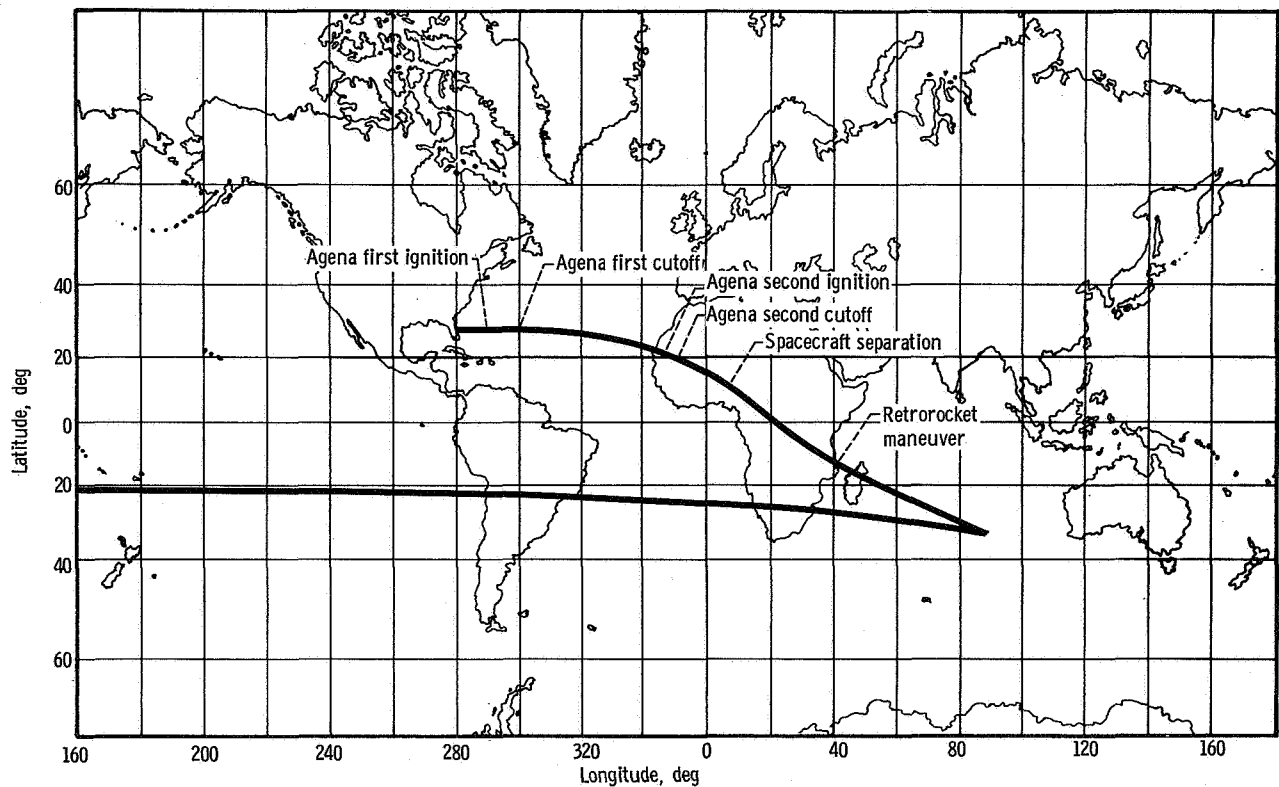 60
Agena first ignition
Agena first cutoff
Agena second ignition
40
Agena second cutoff
Spacecraft separation
20
Latitude, deg
Retrorocket
maneuver
0
20
40
60
160 200 240 280 320 0 40 80 120 160
Longitude, deg